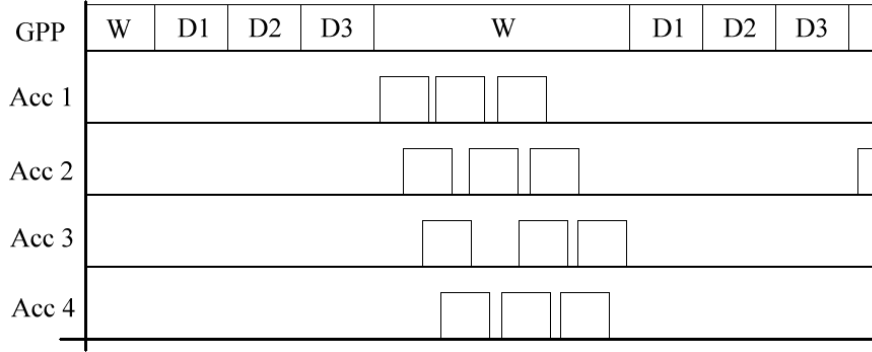 GPP W D1 D2 D3 W D1 D2 D3
Acc 1
Acc 2
Acc 3
Acc 4